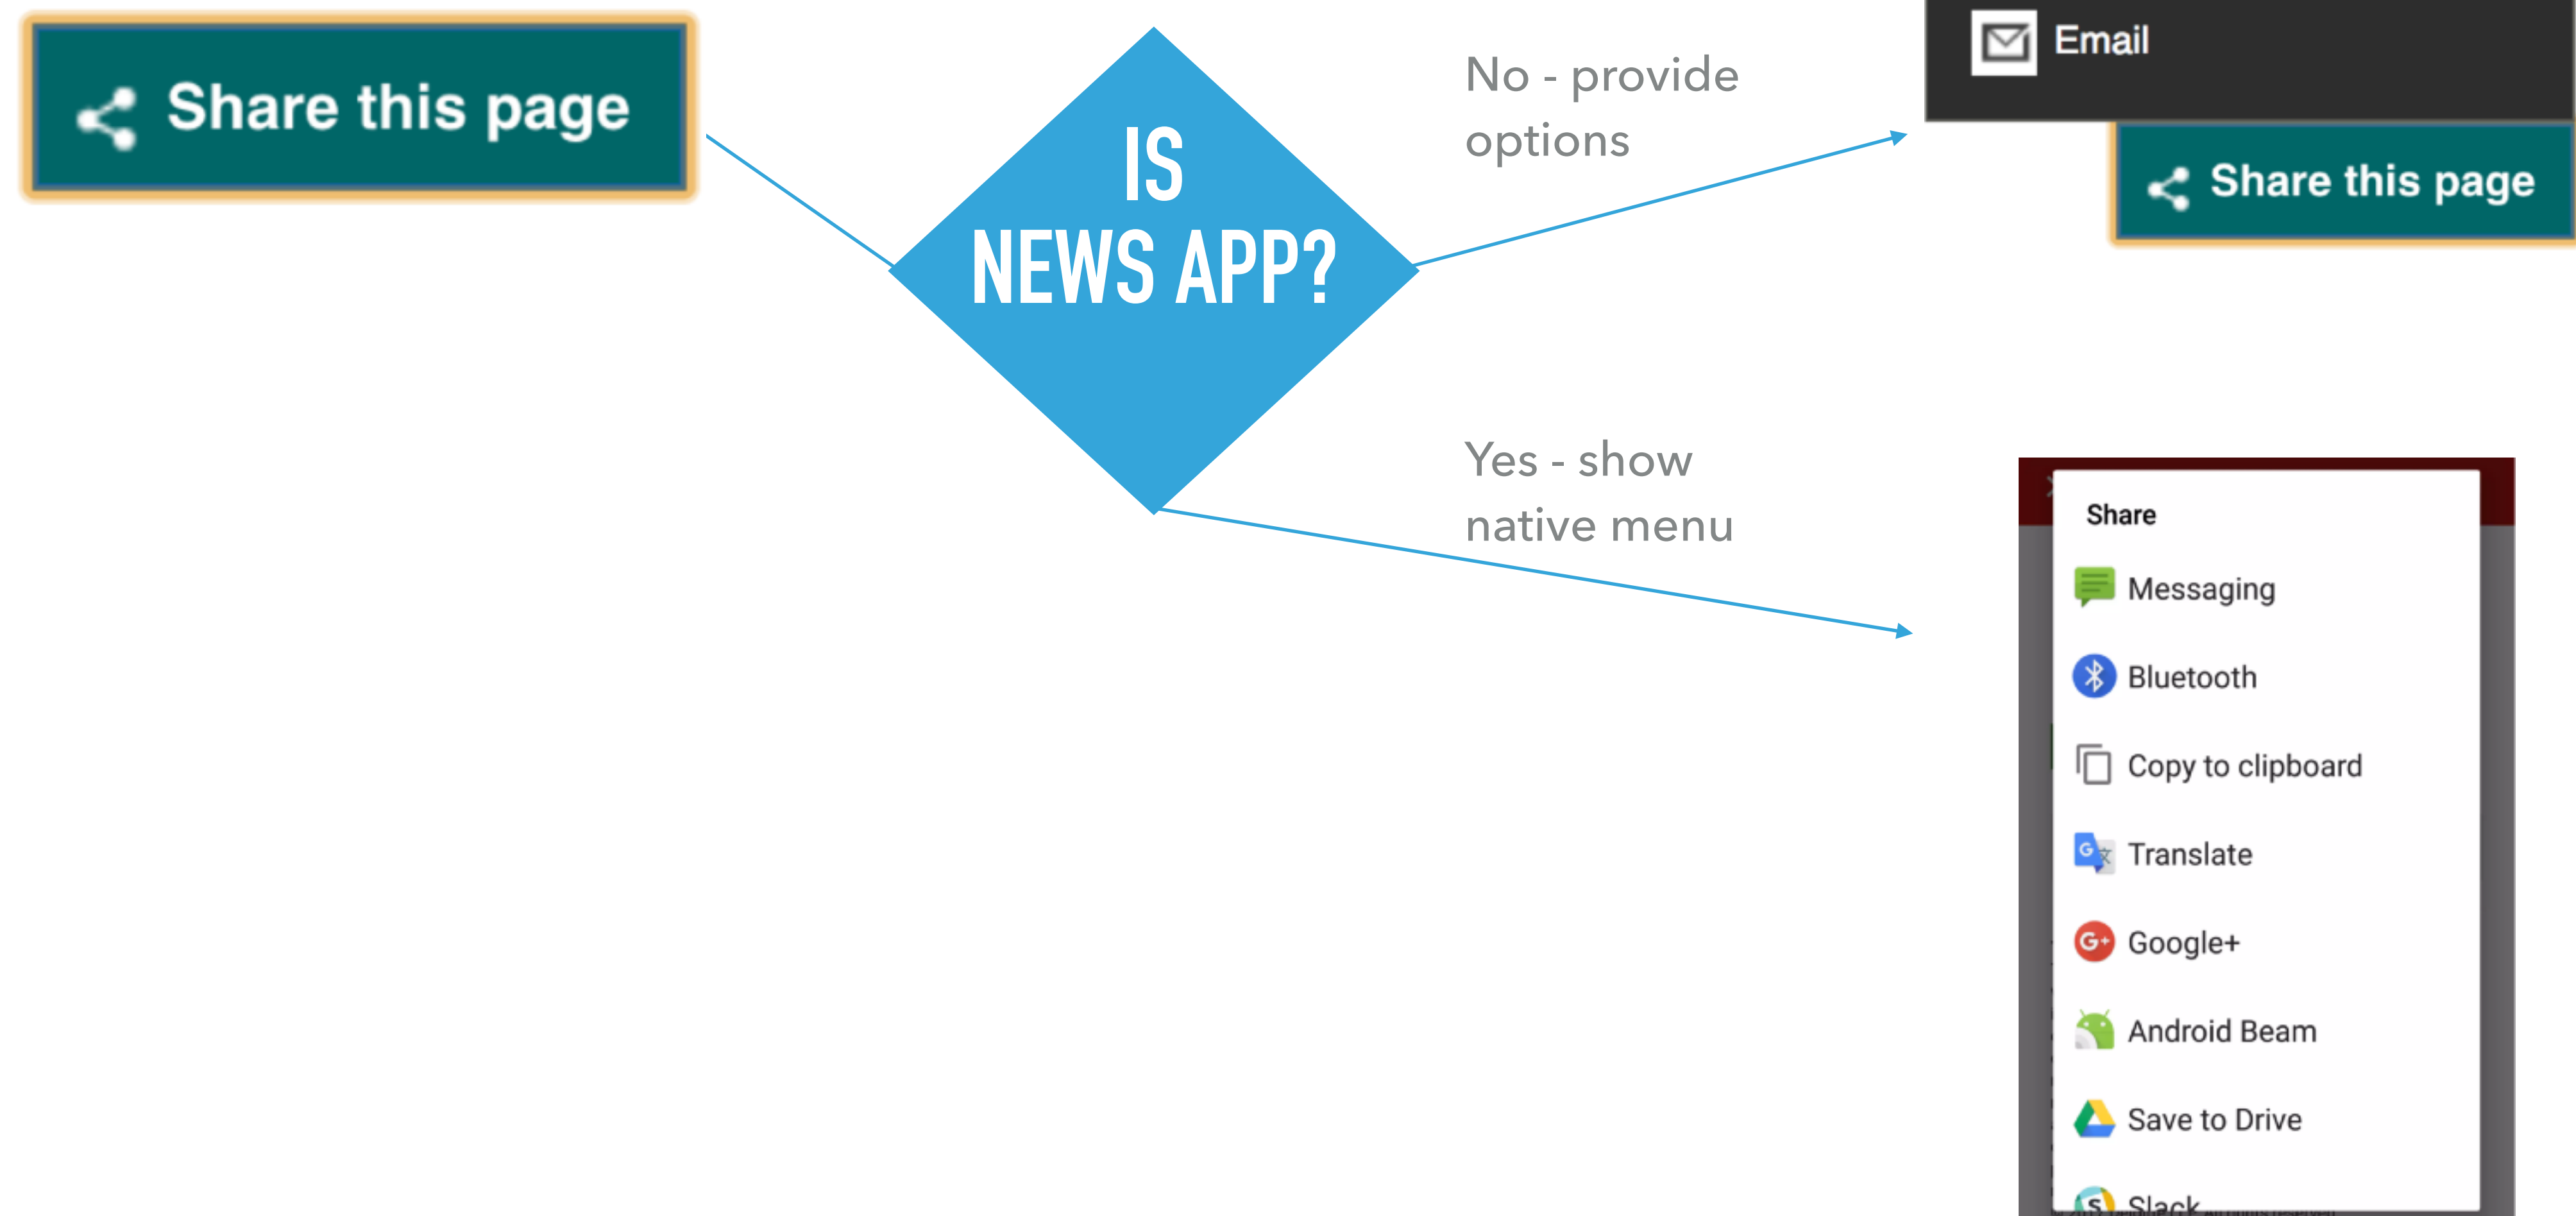 Share this page
IS
NEWS APP?
No - provide
options
Email
Share this page
Yes - show
native menu
Share
Messaging
Bluetooth
Copy to clipboard
Translate
Google+
Android Beam
Save to Drive
Slack